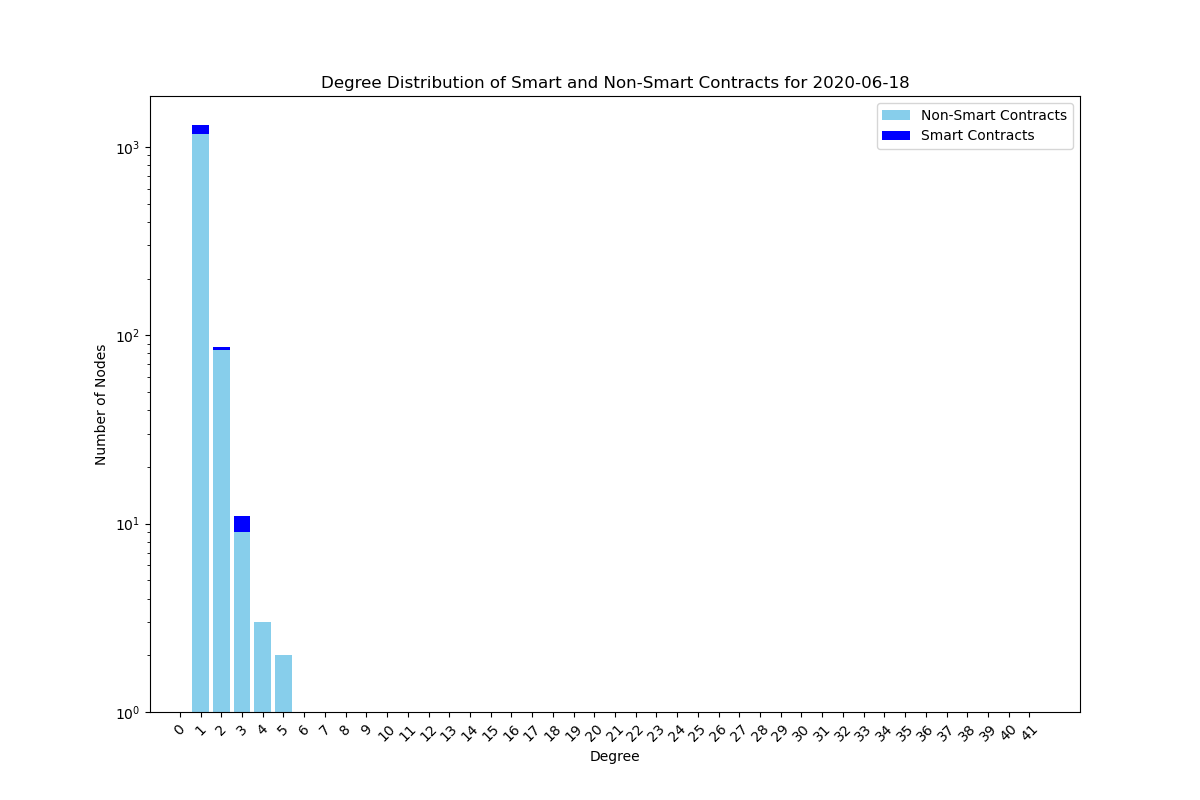 Degree Distribution of Smart and Non-Smart Contracts for 2020-06-18
Non-Smart Contracts
Smart Contracts
Number of Nodes
10³
10²
10¹
10⁰
0 1 2 3 4 5 6 7 8 9 10 11 12 13 14 15 16 17 18 19 20 21 22 23 24 25 26 27 28 29 30 31 32 33 34 35 36 37 38 39 40 41
Degree